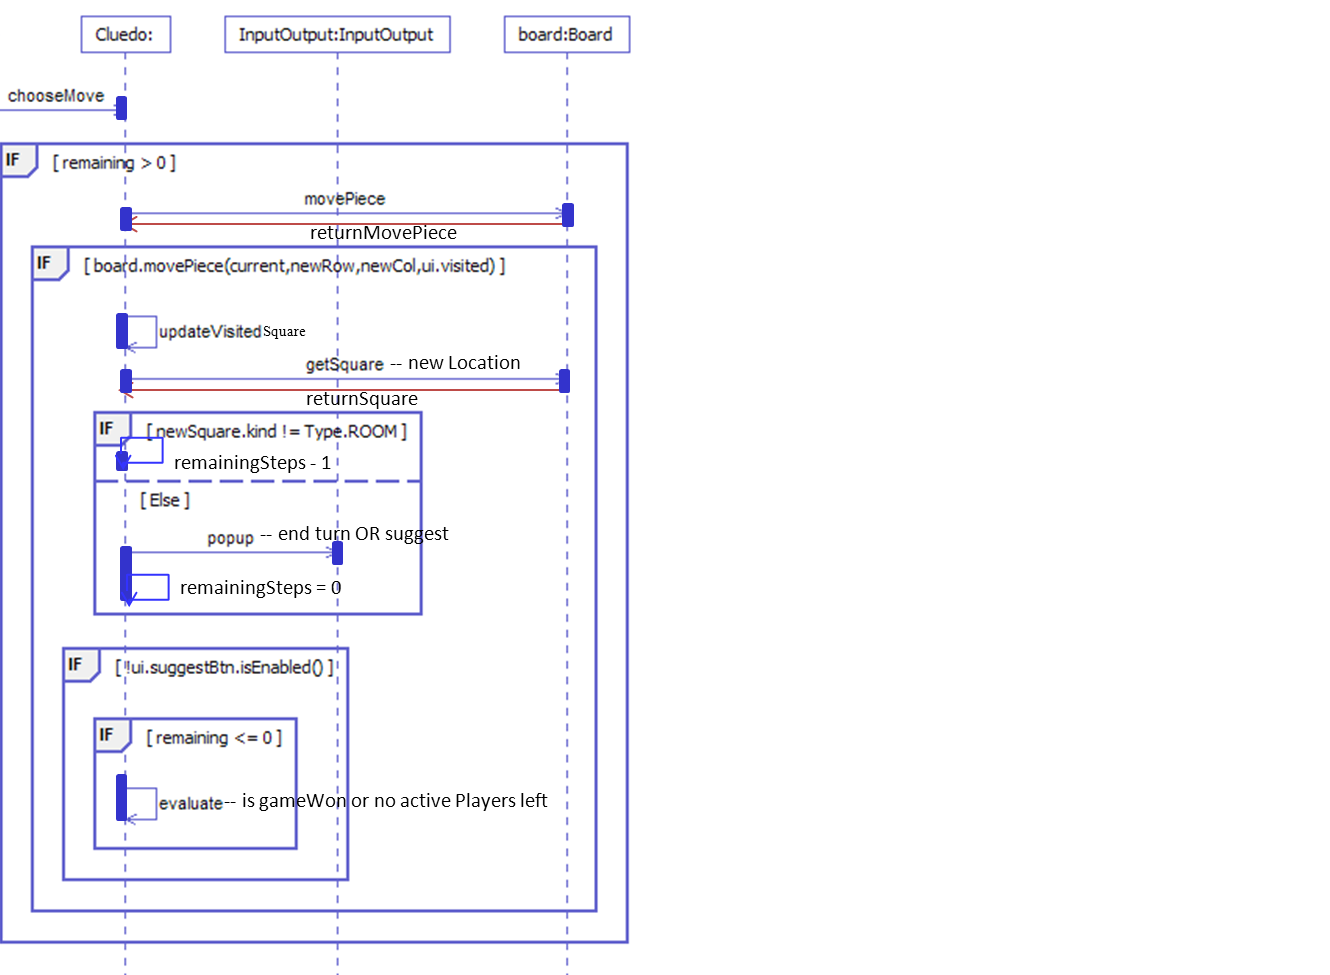 Cluedo:
InputOutput:InputOutput
board:Board
chooseMove
IF
[ remaining > 0 ]
movePiece
returnMovePiece
IF
[ board.movePiece(current,newRow,newCol,ui.visited) ]
updateVisitedSquare
getSquare -- new Location
returnSquare
IF
[ newSquare.kind != Type.ROOM ]
remainingSteps - 1
[ Else ]
popup -- end turn OR suggest
remainingSteps = 0
IF
[ !ui.suggestBtn.isEnabled() ]
IF
[ remaining <= 0 ]
evaluate-- is gameWon or no active Players left